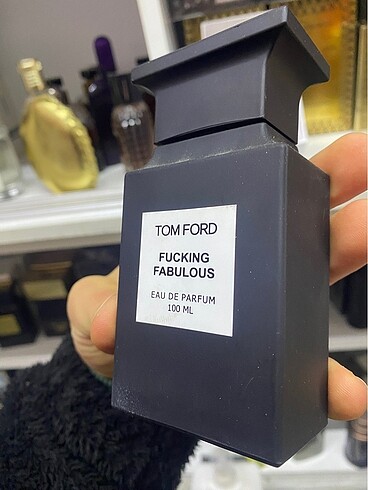 TOM FORD
FUCKING
FABULOUS
EAU DE PARFUM
100 ML